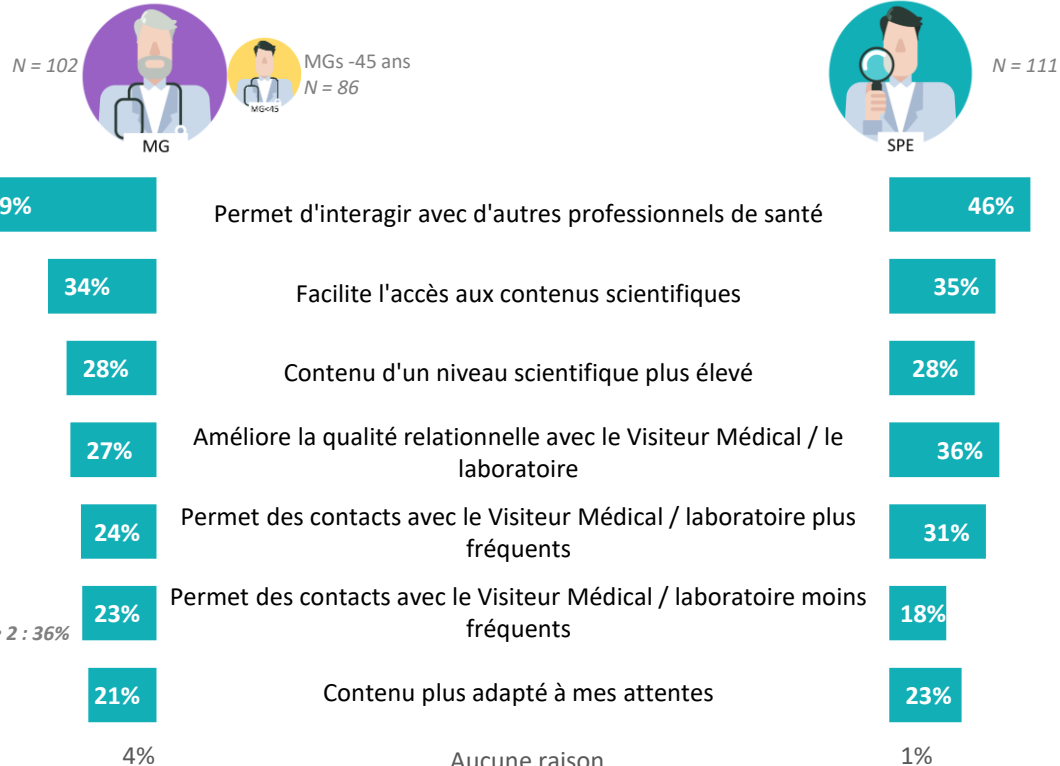 N = 102
MGs -45 ans
N = 86
MG<45
MG
N = 111
SPE
9%
Permet d'interagir avec d'autres professionnels de santé
46%
34%
Facilite l'accès aux contenus scientifiques
35%
28%
Contenu d'un niveau scientifique plus élevé
28%
27%
Améliore la qualité relationnelle avec le Visiteur Médical / le
laboratoire
36%
24%
Permet des contacts avec le Visiteur Médical / laboratoire plus
fréquents
31%
2 : 36%
23%
Permet des contacts avec le Visiteur Médical / laboratoire moins
fréquents
18%
21%
Contenu plus adapté à mes attentes
23%
4%
Aucune raison
1%